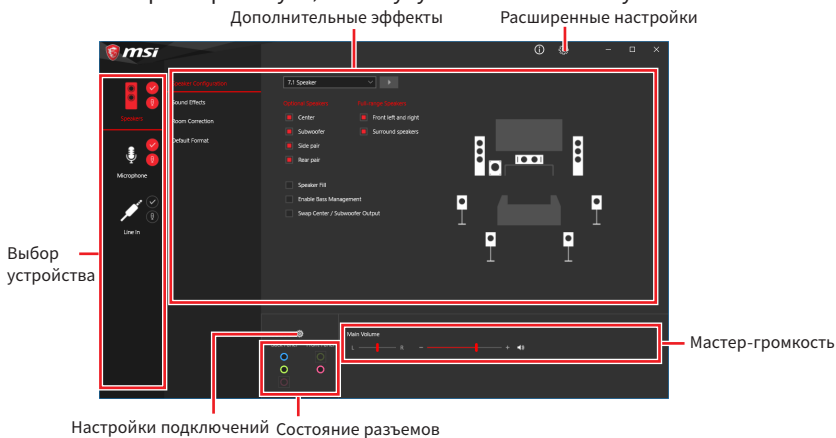 Дополнительные эффекты
Расширенные настройки
msi
Speaker Configuration
Sound Effects
Room Correction
Default Format
Speakers
Microphone
Line In
7.1 Speaker
Optional speakers
Full-range speakers
Center
Front left and right
Subwoofer
Surround speakers
Side pair
Rear pair
Speaker Fill
Enable Bass Management
Swap Center / Subwoofer Output
Выбор
устройства
Main Volume
L
R
Мастер-громкость
Настройки подключений
Состояние разъемов